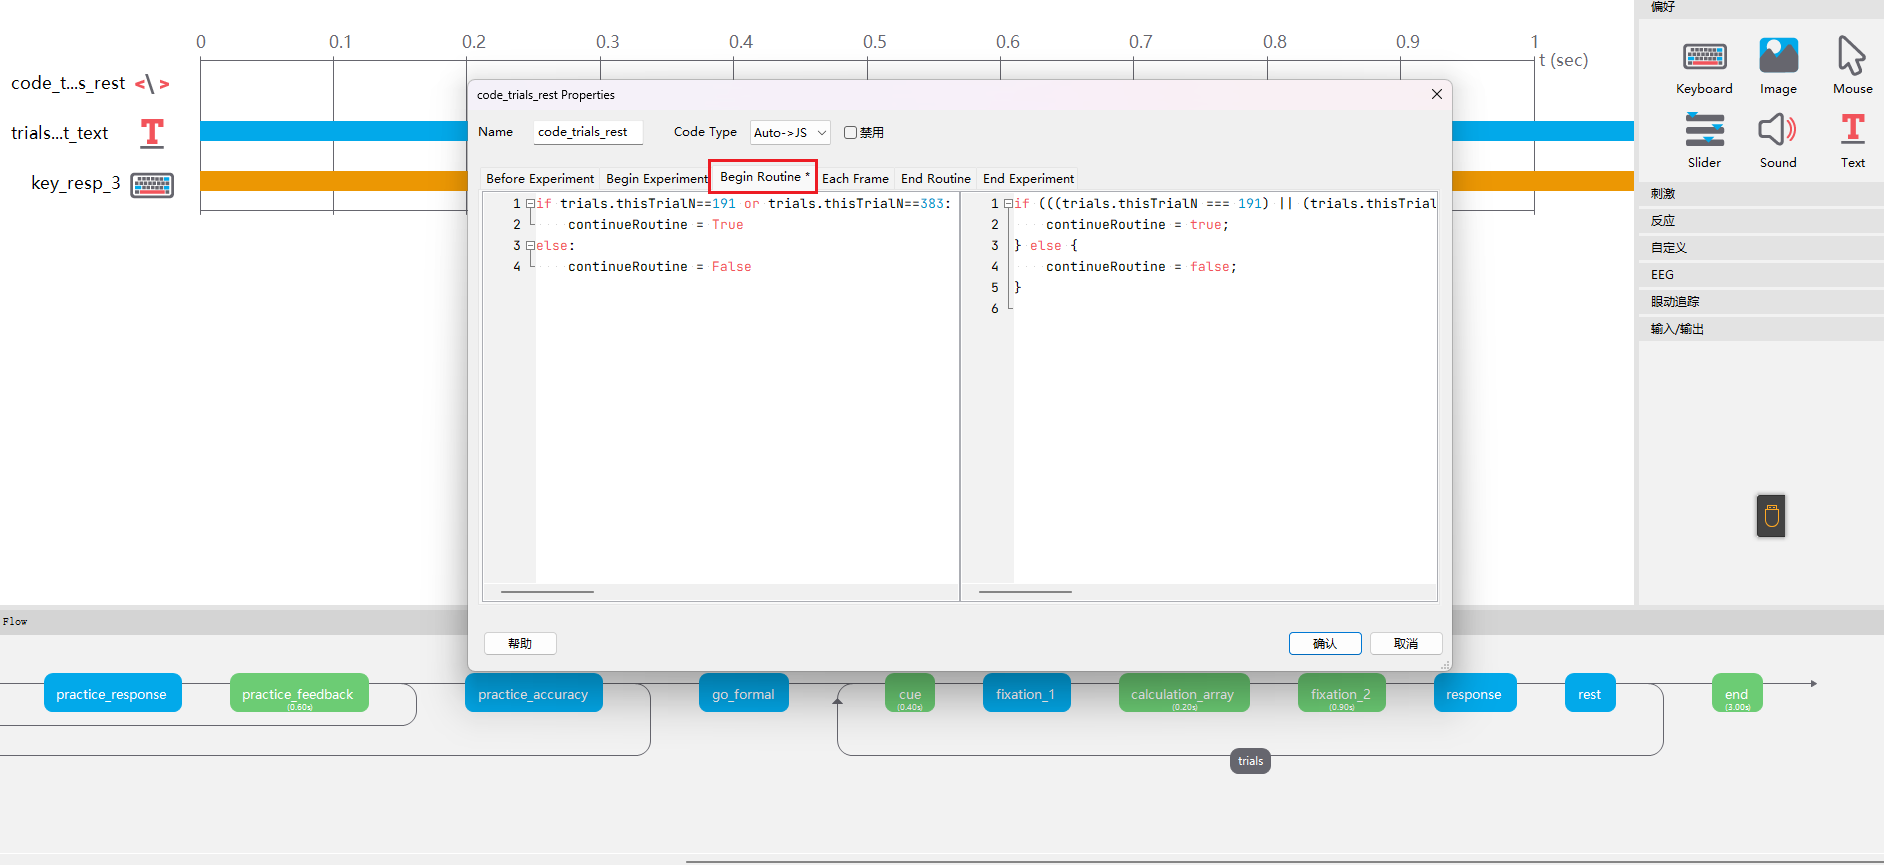 偏好
0 0.1 0.2 0.3 0.4 0.5 0.6 0.7 0.8 0.9 1
t (sec)
code_t...s_rest
trials...t_text
key_resp_3
Keyboard Image Mouse
Slider Sound Text
刺激
反应
自定义
EEG
眼动追踪
输入/输出
code_trials_rest Properties
Name code_trials_rest Code Type Auto->JS 禁用
Before Experiment Begin Experiment Begin Routine * Each Frame End Routine End Experiment
1 if trials.thisTrialN==191 or trials.thisTrialN==383:
2 continueRoutine = True
3 else:
4 continueRoutine = False
1 if (((trials.thisTrialN === 191) || (trials.thisTrial
2 continueRoutine = true;
3 } else {
4 continueRoutine = false;
5 }
6
帮助 确认 取消
Flow
practice_response
practice_feedback
(0.60s)
practice_accuracy
go_formal
cue
(0.40s)
fixation_1
calculation_array
(0.20s)
fixation_2
(0.90s)
response
rest
end
(3.00s)
trials